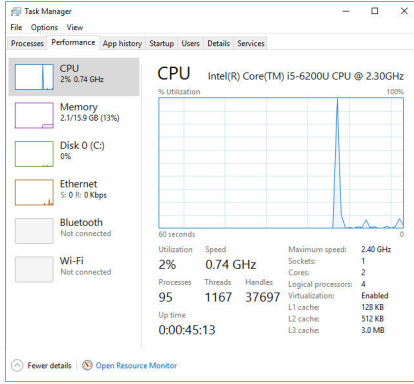 Task Manager
File Options View
Processes Performance App history Startup Users Details Services
CPU
2% 0.74 GHz
Memory
2.1/15.9 GB (13%)
Disk 0 (C:)
0%
Ethernet
S: 0 R: 0 Kbps
Bluetooth
Not connected
Wi-Fi
Not connected
CPU Intel(R) Core(TM) i5-6200U CPU @ 2.30GHz
% Utilization 100%
60 seconds 0
Utilization Speed
2% 0.74 GHz
Processes Threads Handles
95 1167 37697
Up time
0:00:45:13
Maximum speed: 2.40 GHz
Sockets: 1
Cores: 2
Logical processors: 4
Virtualization: Enabled
L1 cache: 128 KB
L2 cache: 512 KB
L3 cache: 3.0 MB
Fewer details Open Resource Monitor